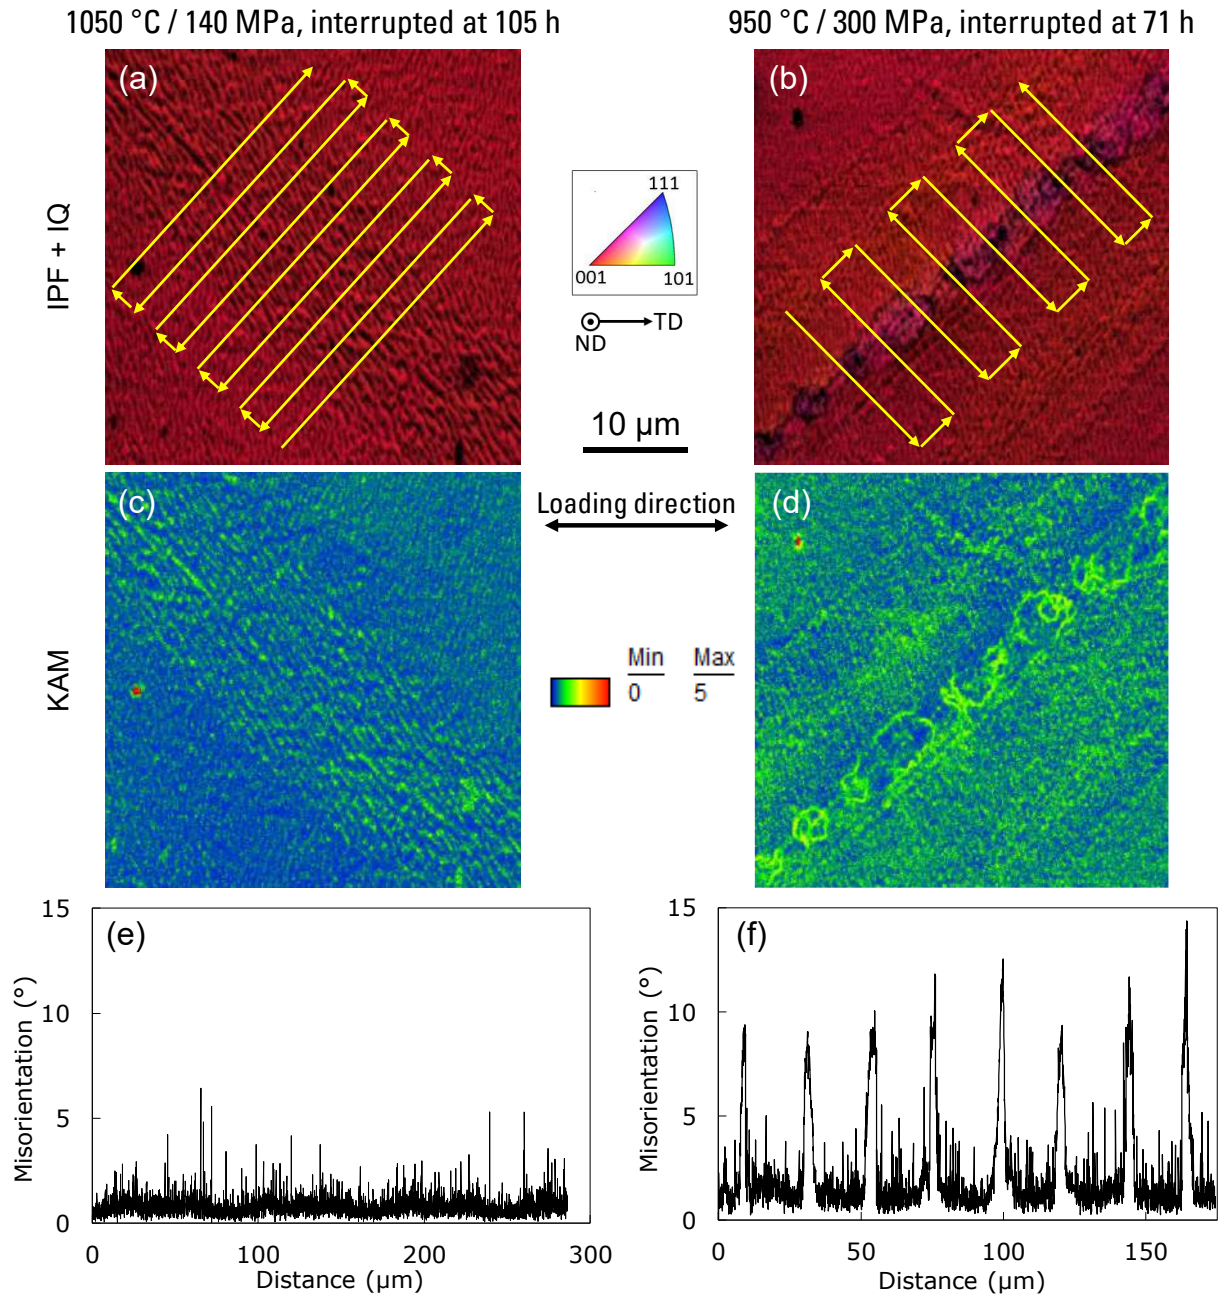 1050 °C / 140 MPa, interrupted at 105 h
950 °C / 300 MPa, interrupted at 71 h
(a)
(b)
IPF + IQ
111
001
101
TD
ND
10 µm
(c)
Loading direction
(d)
KAM
Min Max
0 5
15
10
5
0
(e)
Misorientation (°)
0 100 200 300
Distance (µm)
15
10
5
0
(f)
Misorientation (°)
0 50 100 150
Distance (µm)